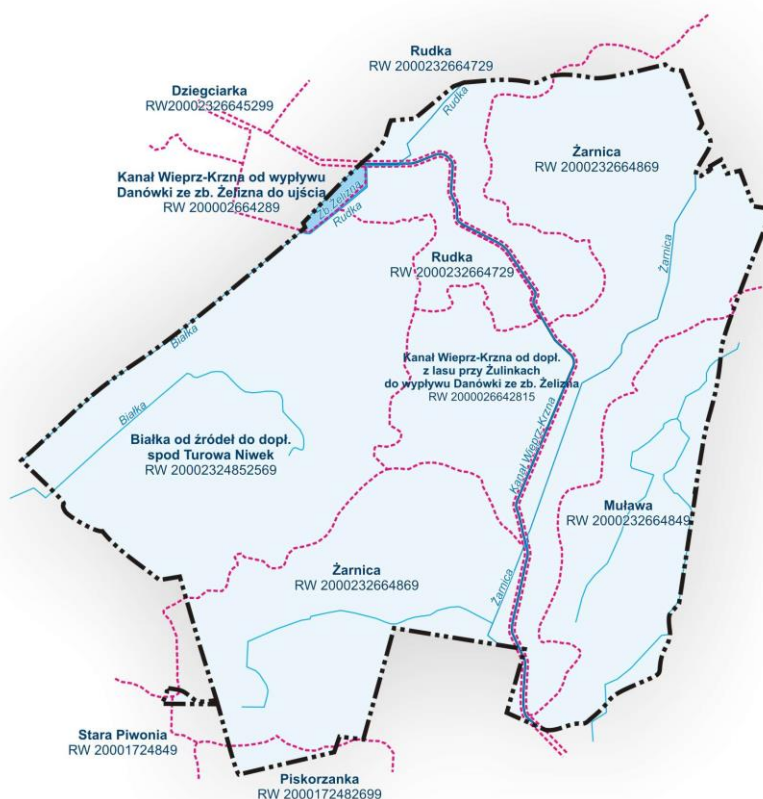 Rudka
RW 2000232664729
Dzięgciarka
RW20002326645299
Rudka
Żarnica
RW 2000232664869
Kanał Wieprz-Krzna od wypływu
Danówki ze zb. Żelizna do ujścia
RW 200002664289
Zb. Żelizna
Rudka
Żarnica
Rudka
RW 2000232664729
Białka
Kanał Wieprz-Krzna od dopł.
z lasu przy Żulinkach
do wypływu Danówki ze zb. Żelizna
RW 2000026642815
Białka
Kanał Wieprz-Krzna
Białka od źródeł do dopł.
spod Turowa Niwek
RW 20002324852569
Muława
RW 2000232664849
Żarnica
RW 2000232664869
Żarnica
Stara Piwonia
RW 20001724849
Piskorzanka
RW 2000172482699